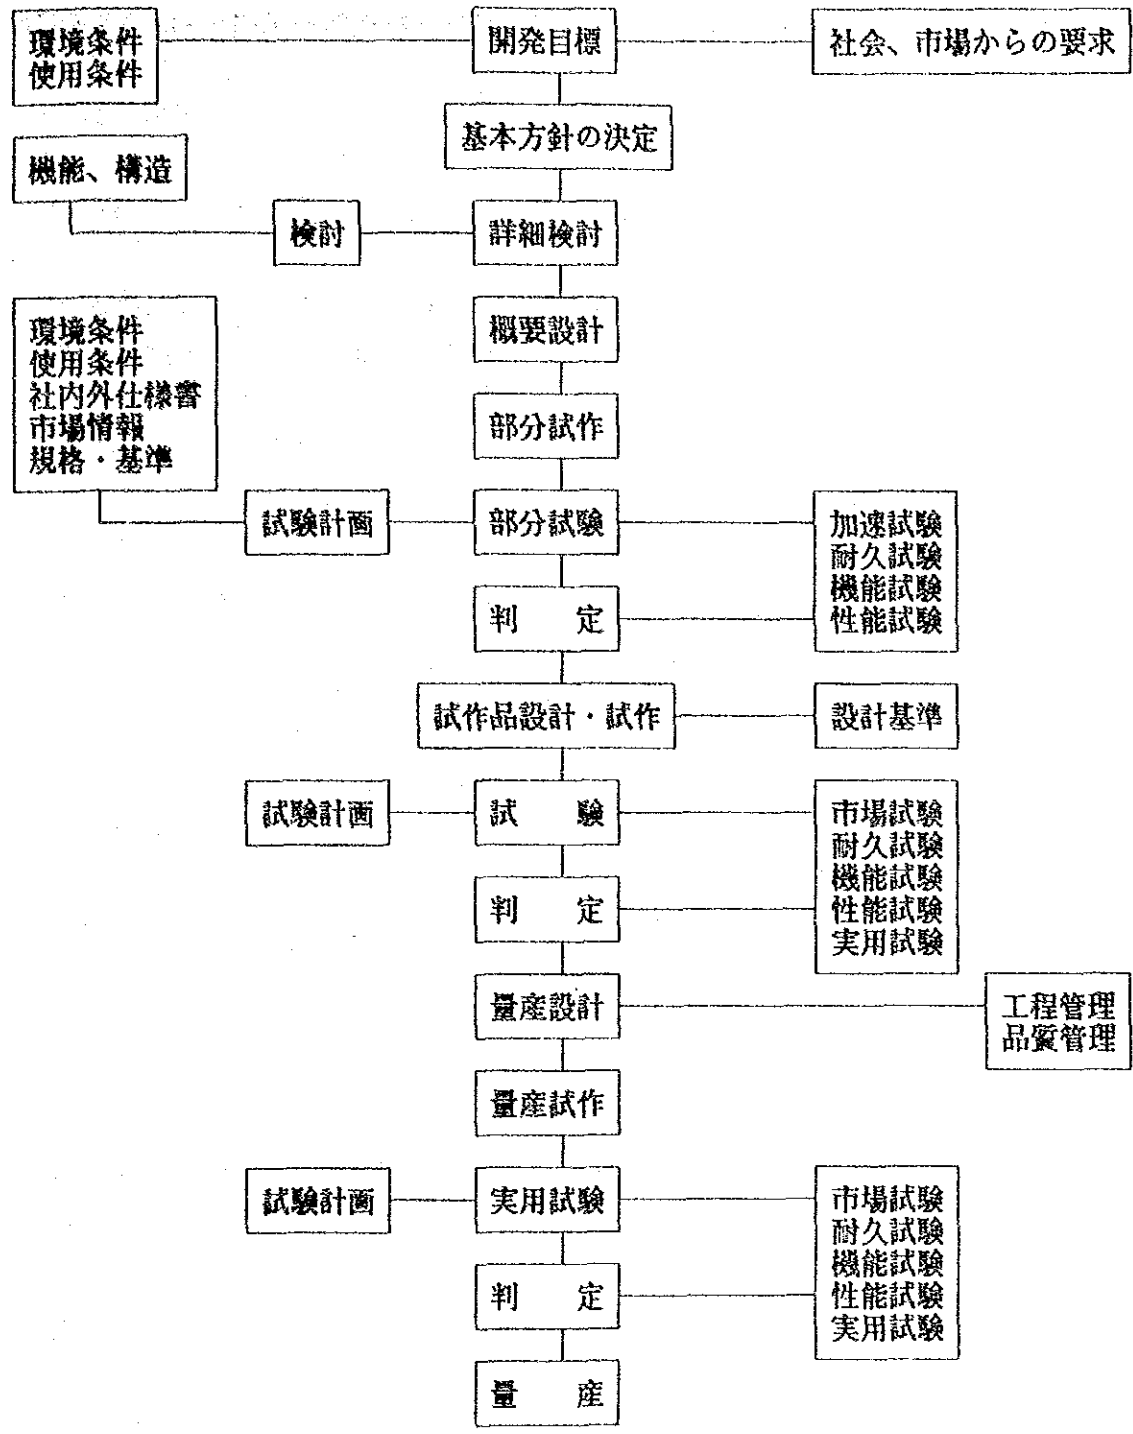 環境条件
使用条件
開発目標
社会、市場からの要求
基本方針の決定
機能、構造
検討
詳細検討
概要設計
環境条件
使用条件
社内外仕様書
市場情報
規格・基準
部分試作
試験計画
部分試験
加速試験
耐久試験
機能試験
性能試験
判　　定
試作品設計・試作
設計基準
試験計画
試　　験
市場試験
耐久試験
機能試験
性能試験
実用試験
判　　定
量産設計
工程管理
品質管理
量産試作
試験計画
実用試験
市場試験
耐久試験
機能試験
性能試験
実用試験
判　　定
量　　産